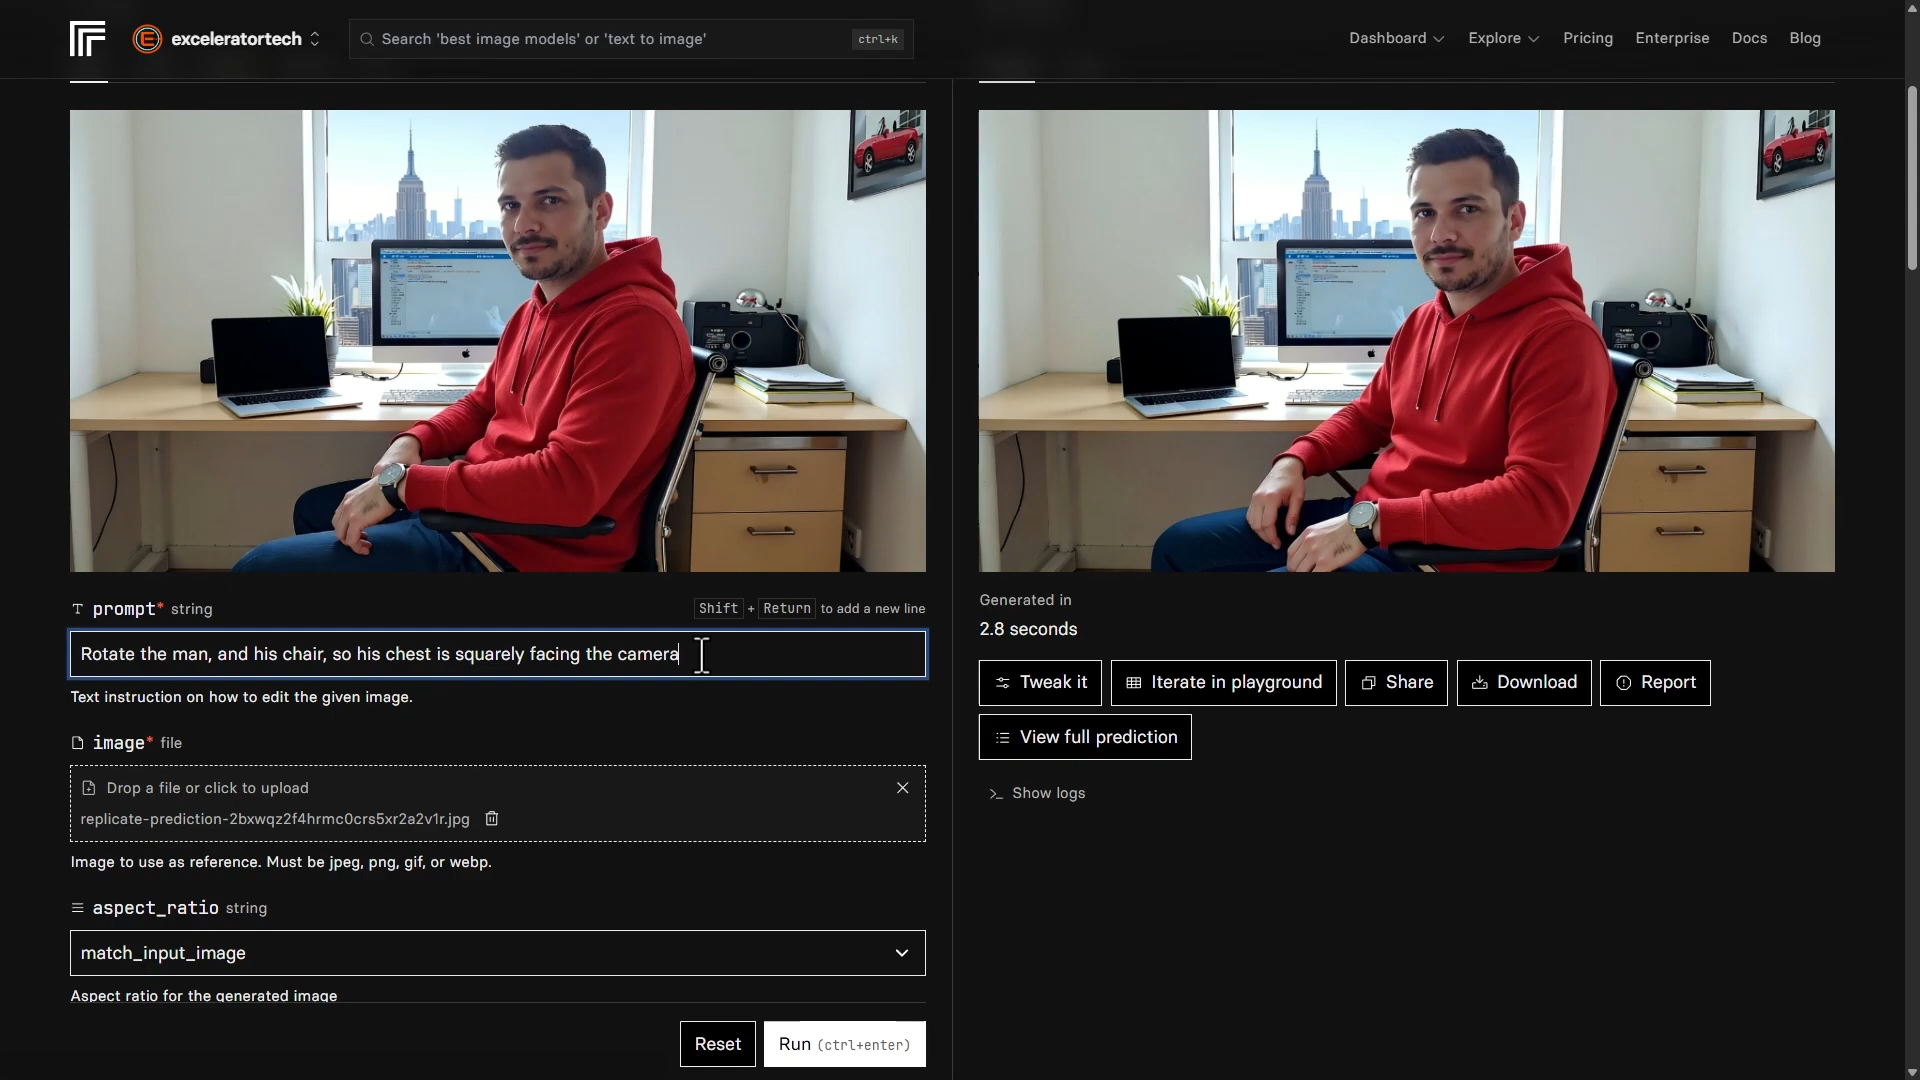 exceleratortech
Search 'best image models' or 'text to image'
ctrl+k
Dashboard
Explore
Pricing
Enterprise
Docs
Blog
T prompt* string
Shift + Return to add a new line
Rotate the man, and his chair, so his chest is squarely facing the camera
Text instruction on how to edit the given image.
image* file
Drop a file or click to upload
replicate-prediction-2bxwqz2f4hrmc0crs5xr2a2v1r.jpg
Image to use as reference. Must be jpeg, png, gif, or webp.
aspect_ratio string
match_input_image
Aspect ratio for the generated image
Reset
Run (ctrl+enter)
Generated in
2.8 seconds
Tweak it
Iterate in playground
Share
Download
Report
View full prediction
Show logs